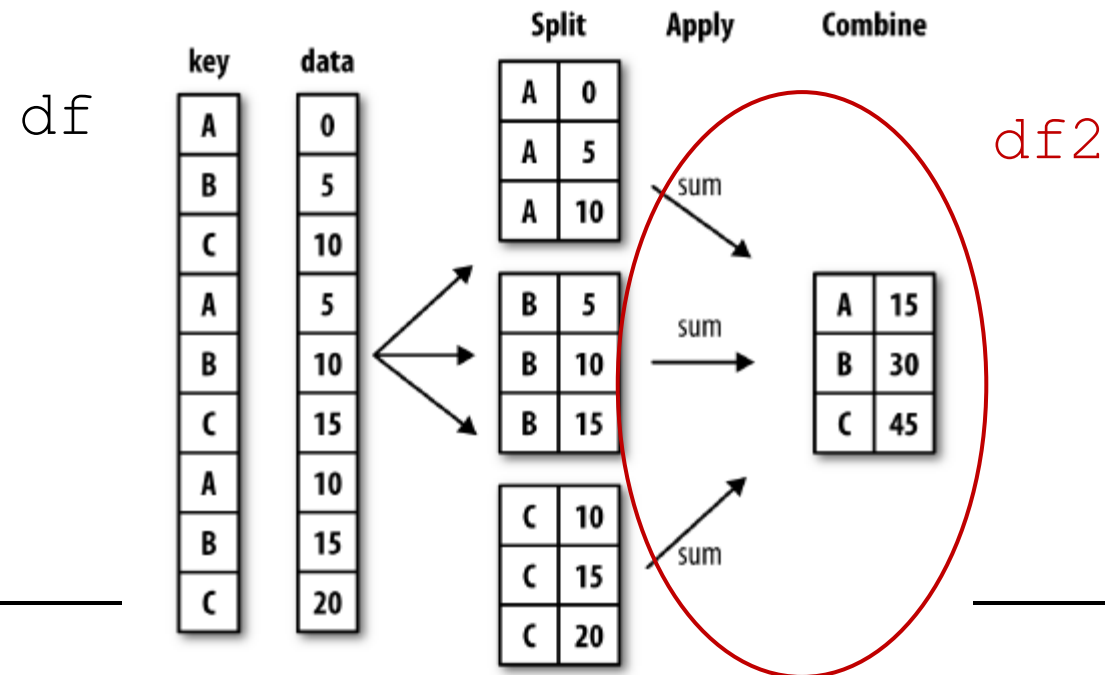 Split Apply Combine
key data
df
df2
A 0
B 5
C 10
A 5
B 10
C 15
A 10
B 15
C 20
A 0
A 5
A 10
B 5
B 10
B 15
C 10
C 15
C 20
sum
sum
sum
A 15
B 30
C 45